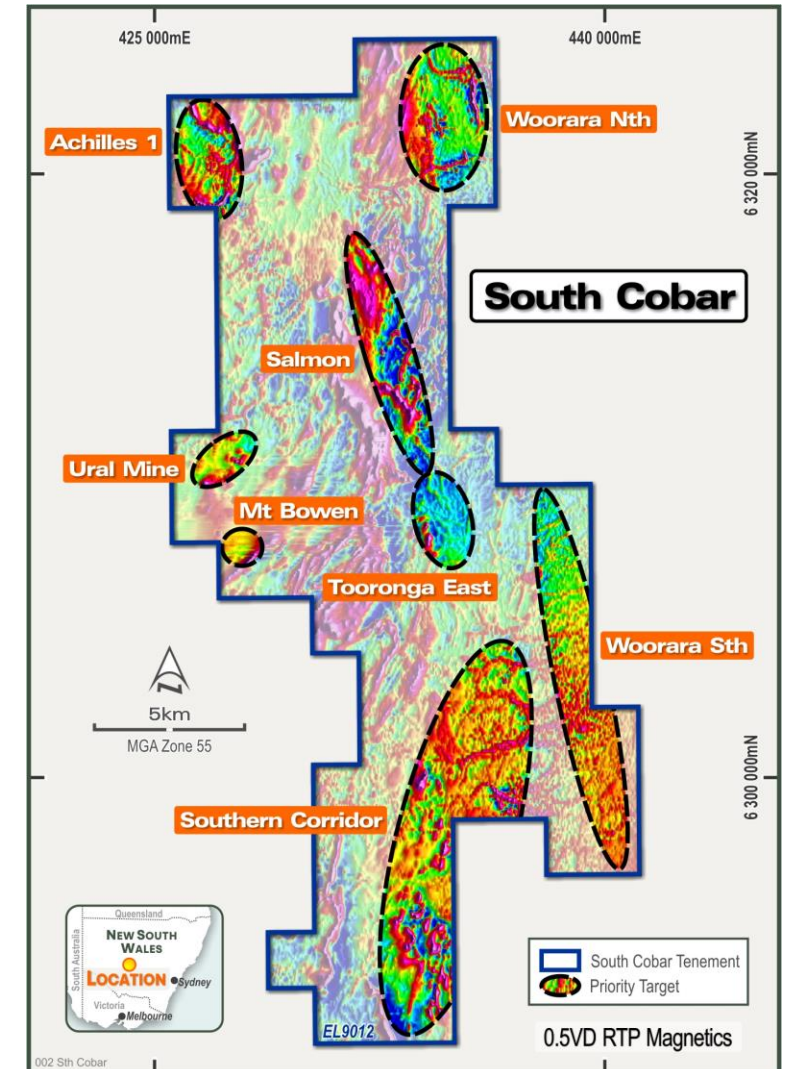 425 000mE
440 000mE
Achilles 1
Woorara Nth
6 320 000mN
South Cobar
Salmon
Ural Mine
Mt Bowen
Tooronga East
Woorara Sth
N
5km
MGA Zone 55
6 300 000mN
Southern Corridor
Queensland
South Australia
NEW SOUTH
WALES
LOCATION
Sydney
Victoria
Melbourne
EL9012
South Cobar Tenement
Priority Target
0.5VD RTP Magnetics
002 Sth Cobar